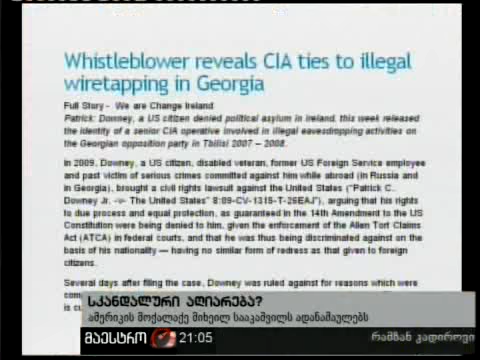 Whistleblower reveals CIA ties to illegal
wiretapping in Georgia
Full Story - We are Change Ireland
Patrick: Downey, a US citizen denied political asylum in Ireland, this week released
the identity of a senior CIA operative involved in illegal eavesdropping activities on
the Georgian opposition party in Tbilisi 2007 – 2008.
In 2009, Downey, a US citizen, disabled veteran, former US Foreign Service employee
and past victim of serious crimes committed against him while abroad (in Russia and
in Georgia), brought a civil rights lawsuit against the United States ("Patrick C.
Downey Jr. -v- The United States" 8:09-CV-1315-T-26EAJ"), arguing that his rights
to due process and equal protection, as guaranteed in the 14th Amendment to the US
Constitution were being denied to him, given the enforcement of the Alien Tort Claims
Act (ATCA) in federal courts, and that he was thus being discriminated against on the
basis of his nationality — having no similar form of redress as that given to foreign
citizens.
Several days after filing the case, Downey was ruled against for reasons which were
სკანდალური აღიარება?
ამერიკის მოქალაქე მიხეილ სააკაშვილს ადანაშაულებს
მაესტრო 21:05 რამზან კადიროვი